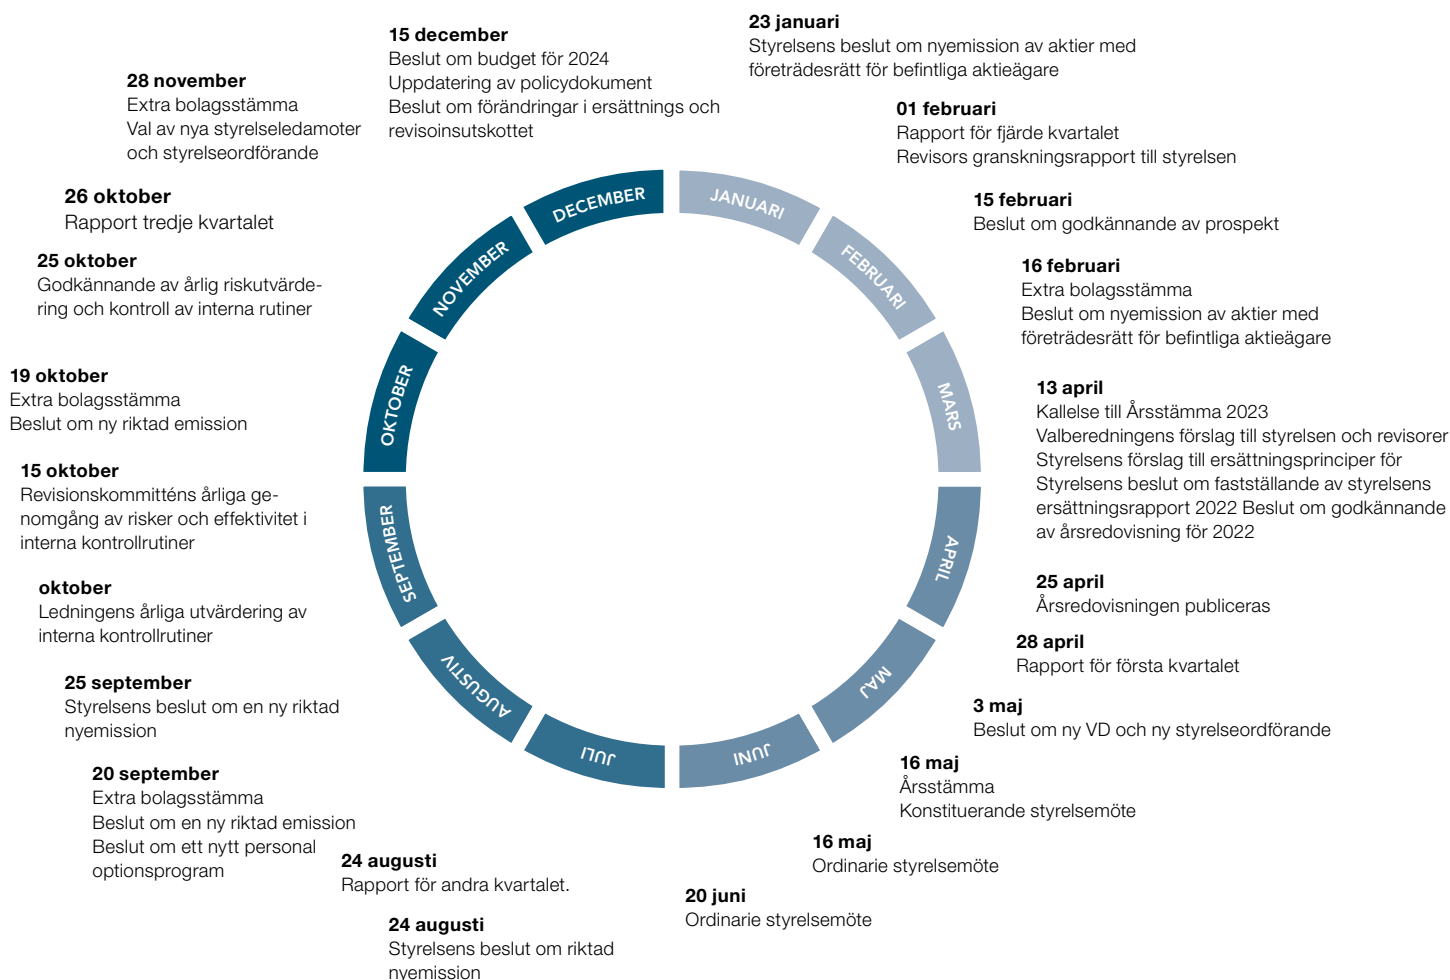 23 januari
Styrelsens beslut om nyemission av aktier med
företrädesrätt för befintliga aktieägare
01 februari
Rapport för fjärde kvartalet
Revisors granskningsrapport till styrelsen
15 februari
Beslut om godkännande av prospekt
16 februari
Extra bolagsstämma
Beslut om nyemission av aktier med
företrädesrätt för befintliga aktieägare
13 april
Kallelse till Årsstämma 2023
Valberedningens förslag till styrelsen och revisorer
Styrelsens förslag till ersättningsprinciper för
Styrelsens beslut om fastställande av styrelsens
ersättningsrapport 2022 Beslut om godkännande
av årsredovisning för 2022
25 april
Årsredovisningen publiceras
28 april
Rapport för första kvartalet
3 maj
Beslut om ny VD och ny styrelseordförande
16 maj
Årsstämma
Konstituerande styrelsemöte
16 maj
Ordinarie styrelsemöte
20 juni
Ordinarie styrelsemöte
24 augusti
Styrelsens beslut om riktad
nyemission
24 augusti
Rapport för andra kvartalet.
20 september
Extra bolagsstämma
Beslut om en ny riktad emission
Beslut om ett nytt personal
optionsprogram
25 september
Styrelsens beslut om en ny riktad
nyemission
oktober
Ledningens årliga utvärdering av
interna kontrollrutiner
15 oktober
Revisionskommitténs årliga ge-
nomgång av risker och effektivitet i
interna kontrollrutiner
19 oktober
Extra bolagsstämma
Beslut om ny riktad emission
25 oktober
Godkännande av årlig riskutvärde-
ring och kontroll av interna rutiner
26 oktober
Rapport tredje kvartalet
28 november
Extra bolagsstämma
Val av nya styrelseledamoter
och styrelseordförande
15 december
Beslut om budget för 2024
Uppdatering av policydokument
Beslut om förändringar i ersättnings och
revisoinsutskottet
JANUARI
FEBRUARI
MARS
APRIL
MAJ
JUNI
JULI
AUGUSTIV
SEPTEMBER
OKTOBER
NOVEMBER
DECEMBER